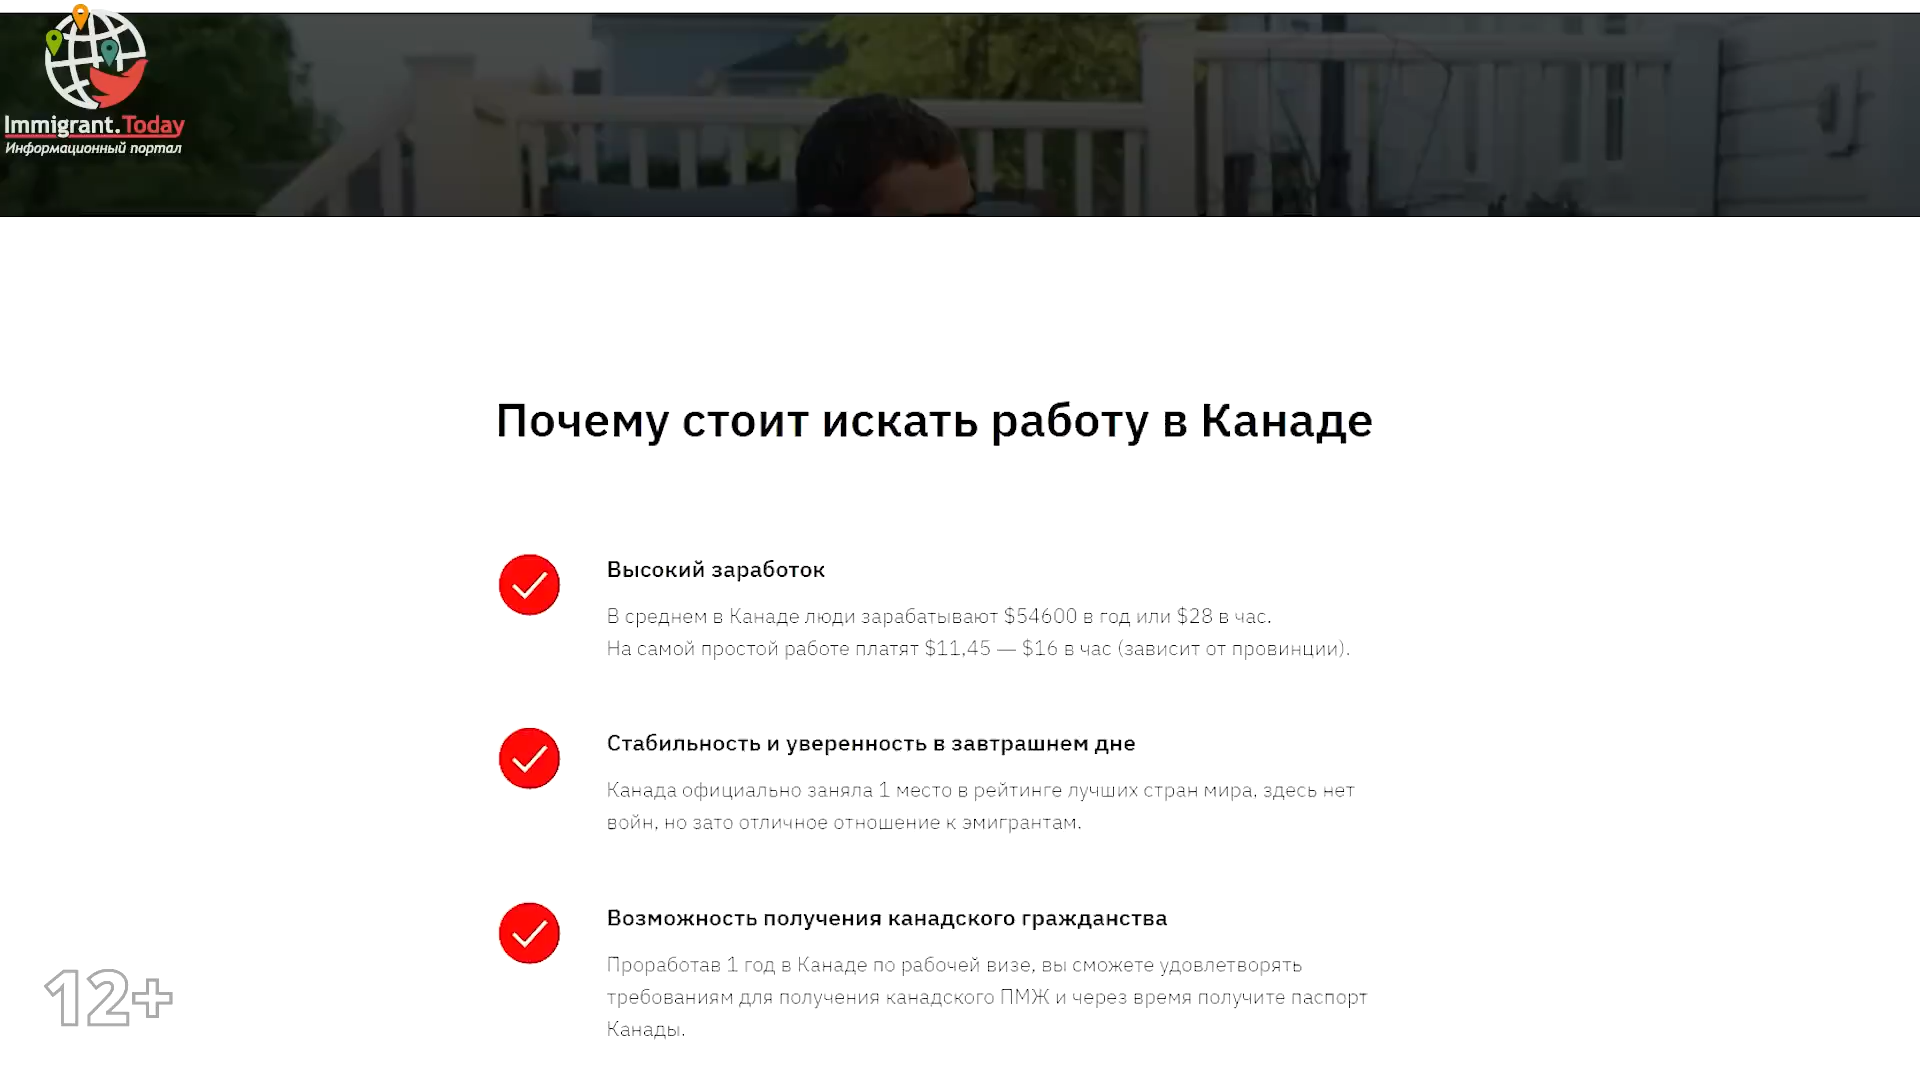 Immigrant.Today
Информационный портал
Почему стоит искать работу в Канаде
Высокий заработок
В среднем в Канаде люди зарабатывают $54600 в год или $28 в час.
На самой простой работе платят $11,45 — $16 в час (зависит от провинции).
Стабильность и уверенность в завтрашнем дне
Канада официально заняла 1 место в рейтинге лучших стран мира, здесь нет
войн, но зато отличное отношение к эмигрантам.
Возможность получения канадского гражданства
Проработав 1 год в Канаде по рабочей визе, вы сможете удовлетворять
требованиям для получения канадского ПМЖ и через время получите паспорт
Канады.
12+